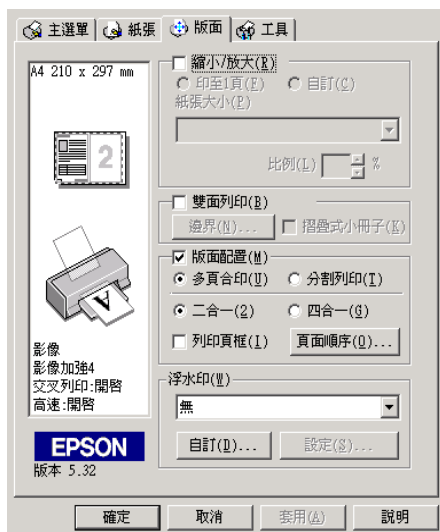 主選單 紙張 版面 工具
A4 210 x 297 mm
2
影像
影像加強4
交叉列印:開啓
高速:開啓
EPSON
版本 5.32
縮小/放大(R)
印至1頁(F) 自訂(C)
紙張大小(P)
比例(L) %
雙面列印(B)
邊界(N)... 摺疊式小冊子(K)
版面配置(M)
多頁合印(U) 分割列印(I)
二合一(2) 四合一(G)
列印頁框(I) 頁面順序(O)...
浮水印(W)
無
自訂(D)... 設定(S)...
確定 取消 套用(A) 說明